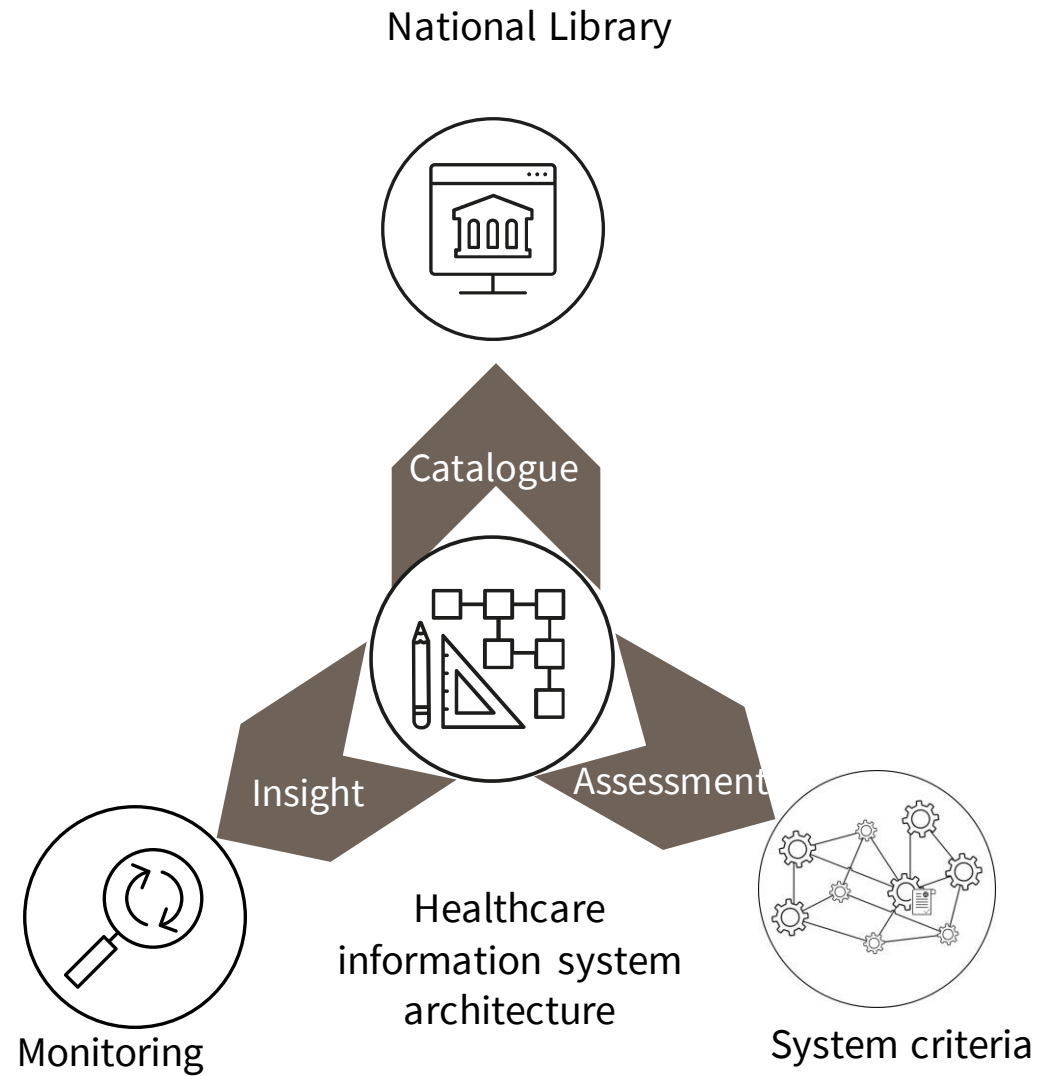 National Library
Catalogue
Insight
Assessment
Healthcare
information system
architecture
Monitoring
System criteria